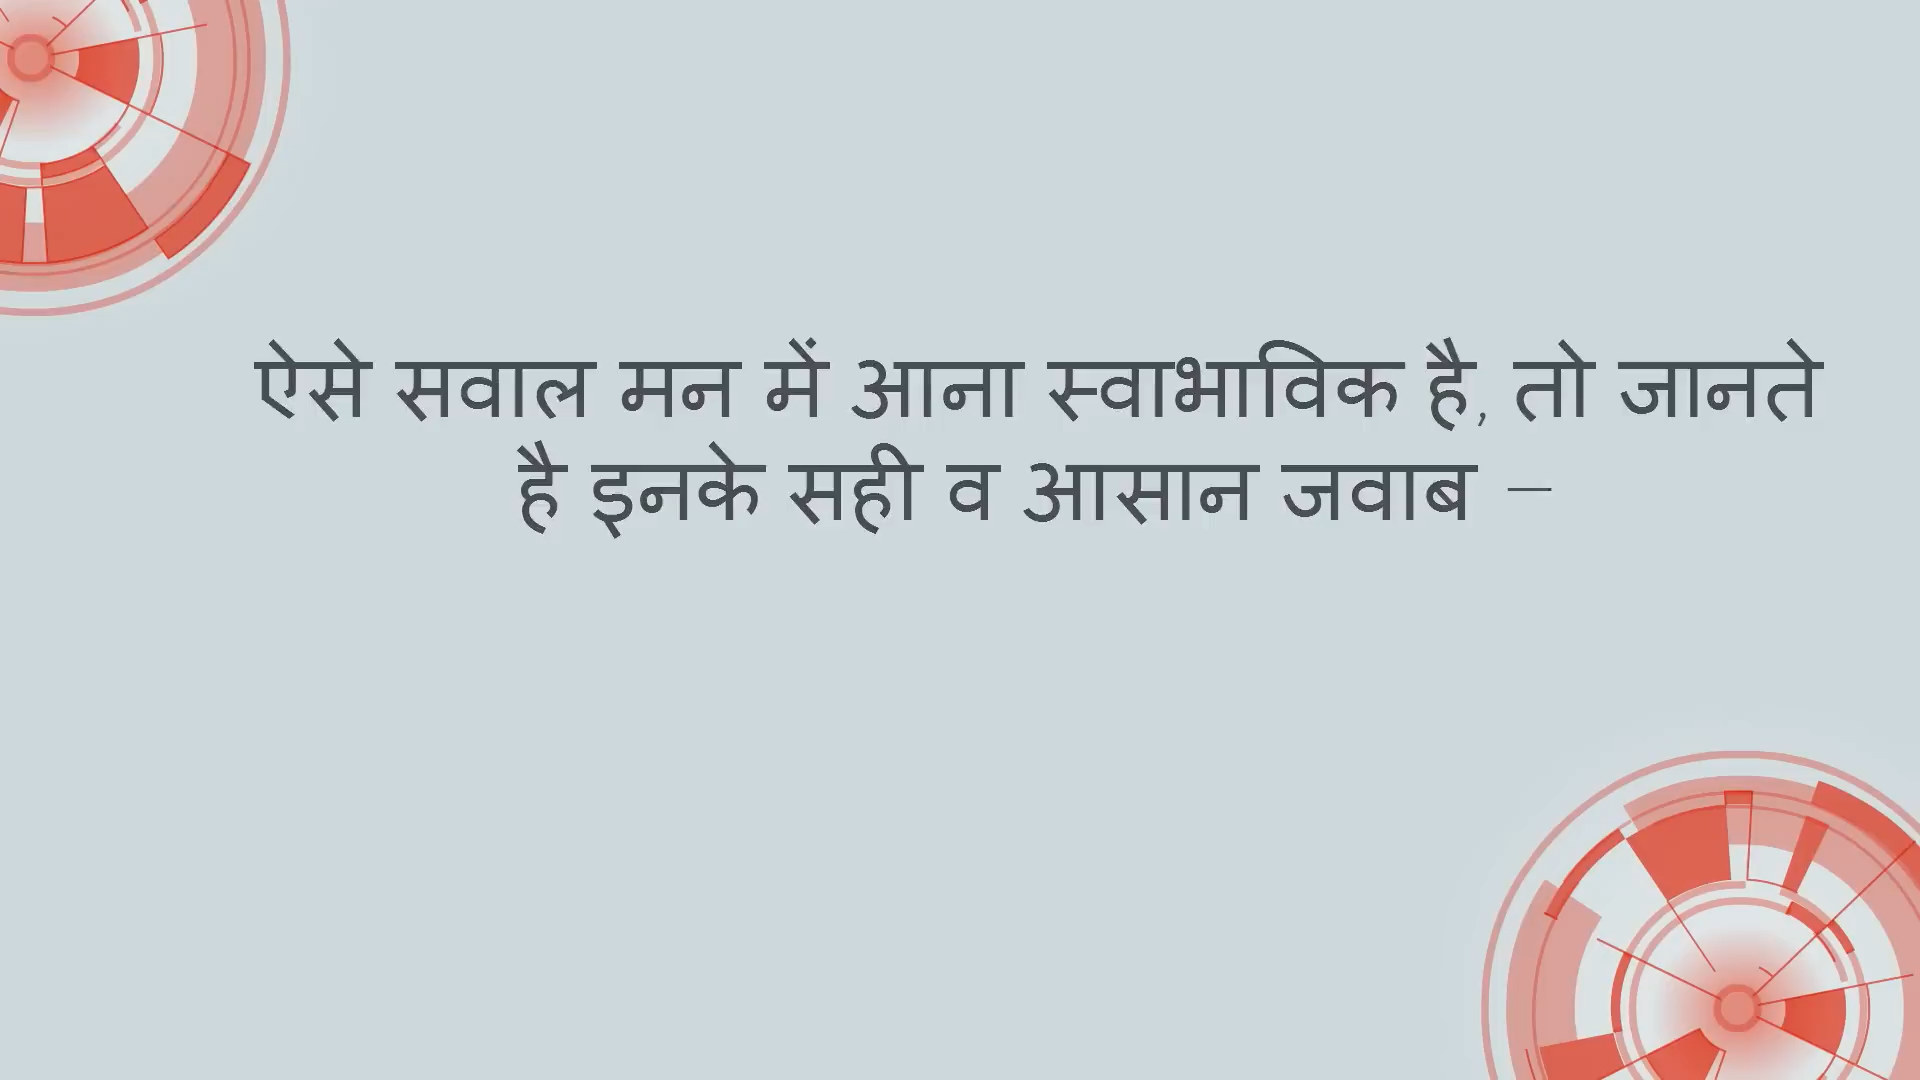 ऐसे सवाल मन में आना स्वाभाविक है, तो जानते
है इनके सही व आसान जवाब –